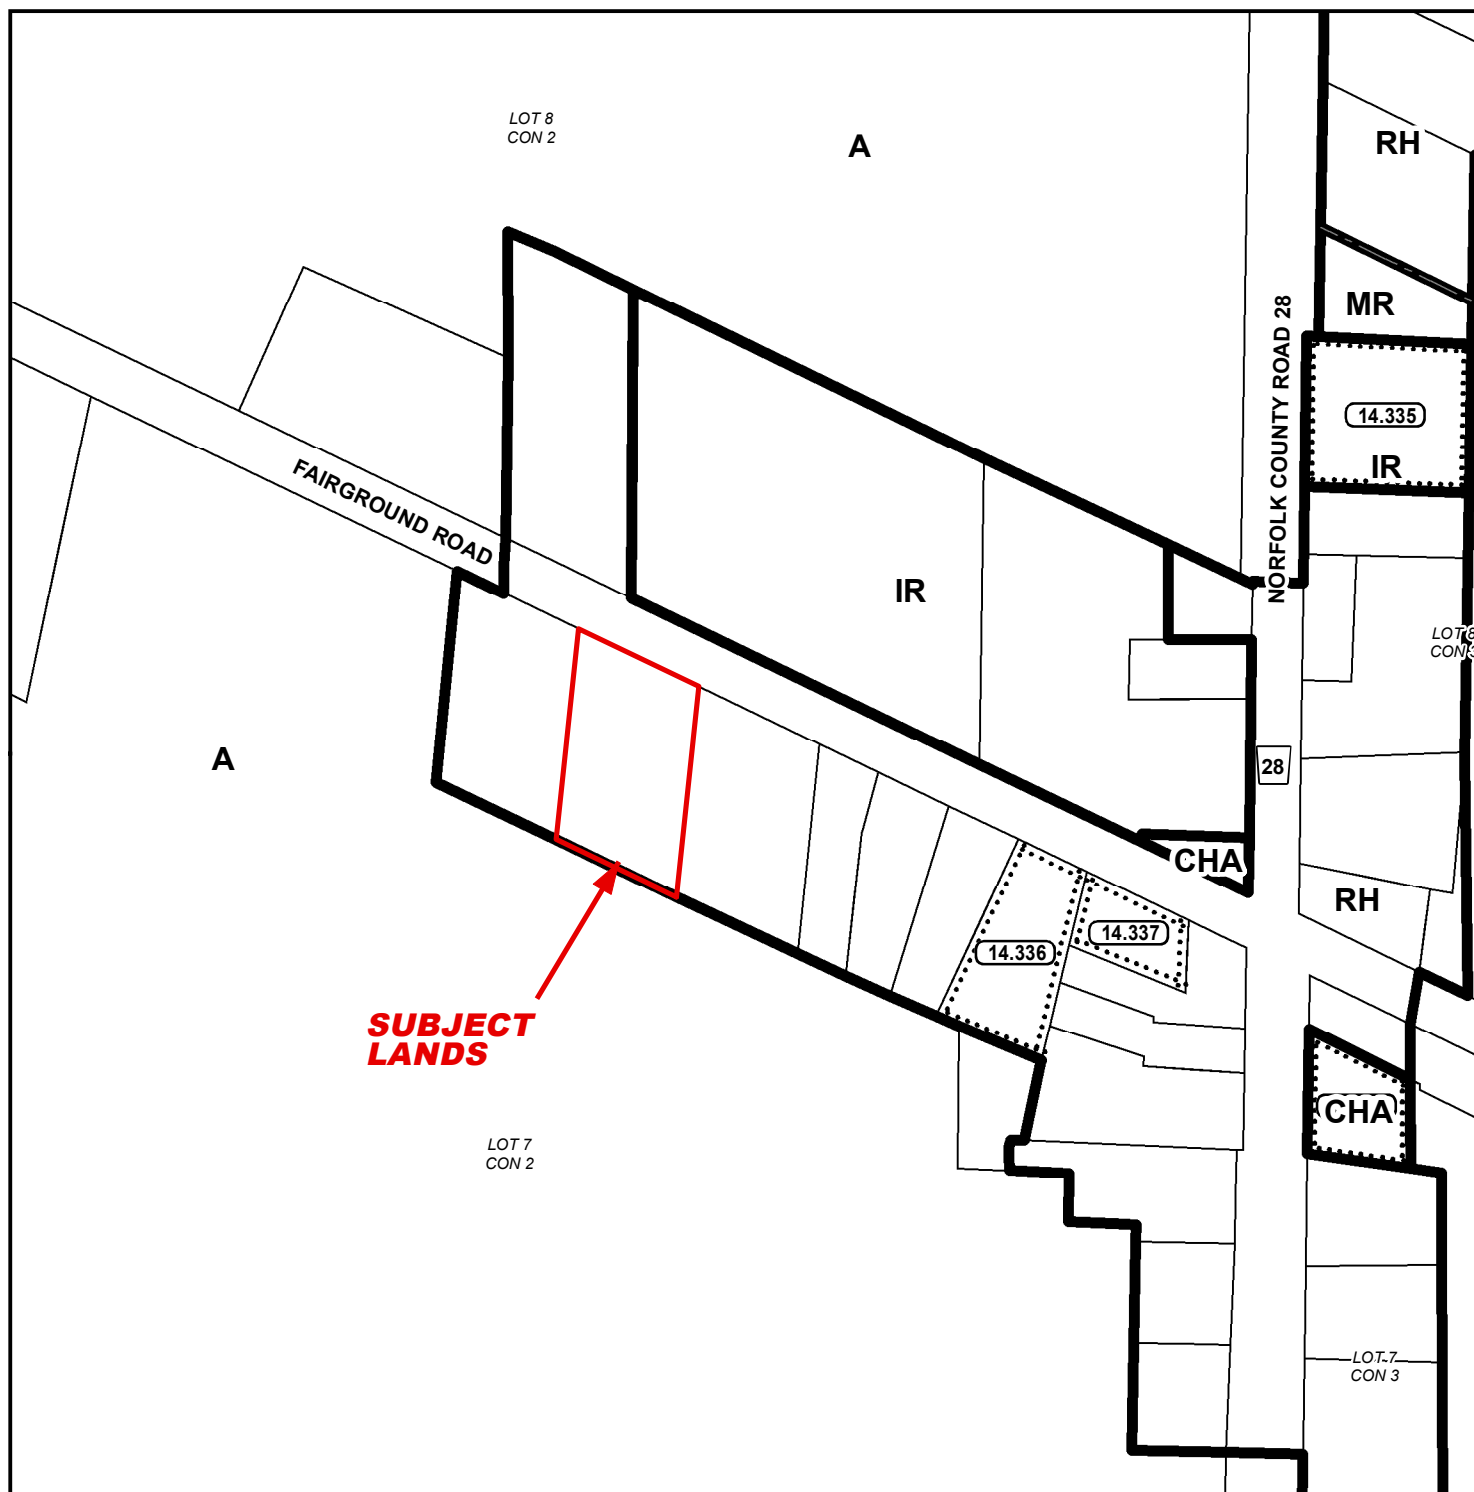 LOT 8
CON 2
A
RH
MR
NORFOLK COUNTY ROAD 28
14.335
IR
FAIRGROUND ROAD
IR
LOT 8
CON 3
A
28
CHA
RH
14.337
14.336
SUBJECT
LANDS
CHA
LOT 7
CON 2
LOT 7
CON 3